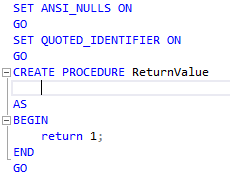 SET ANSI_NULLS ON
GO
SET QUOTED_IDENTIFIER ON
GO
CREATE PROCEDURE ReturnValue
AS
BEGIN
    return 1;
END
GO